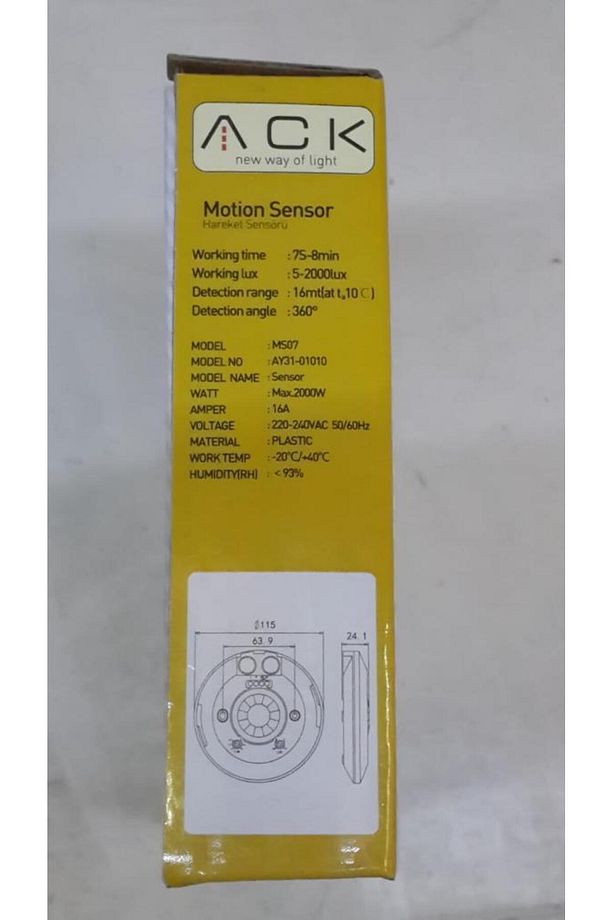 ACK
new way of light
Motion Sensor
Hareket Sensörü
Working time : 7S-8min
Working lux : 5-2000lux
Detection range : 16mt(at t,10℃)
Detection angle : 360°
MODEL : MS07
MODEL NO : AY31-01010
MODEL NAME : Sensor
WATT : Max.2000W
AMPER : 16A
VOLTAGE : 220-240VAC 50/60Hz
MATERIAL : PLASTIC
WORK TEMP : -20℃/+40℃
HUMIDITY(RH) : < 93%
Ø115
63.9
24.1